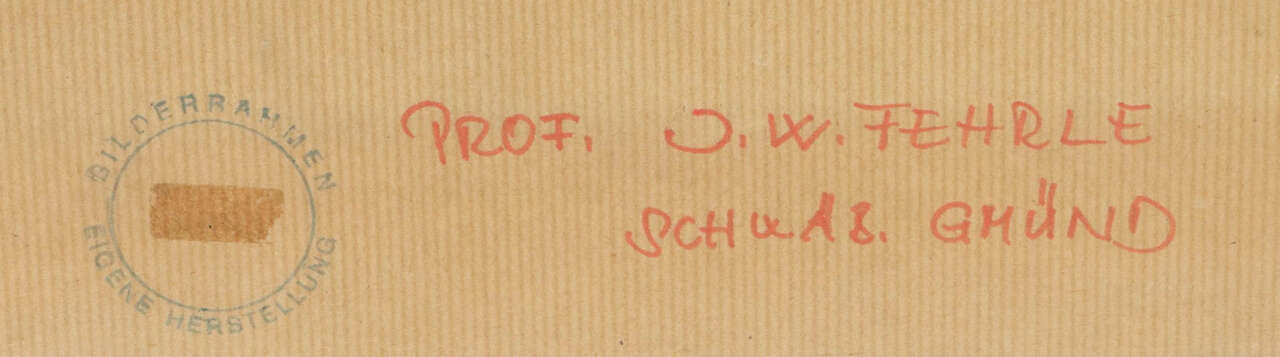 BILDERRAHMEN
EIGENE HERSTELLUNG
PROF. J. W. FEHRLE
SCHWÄB. GMÜND